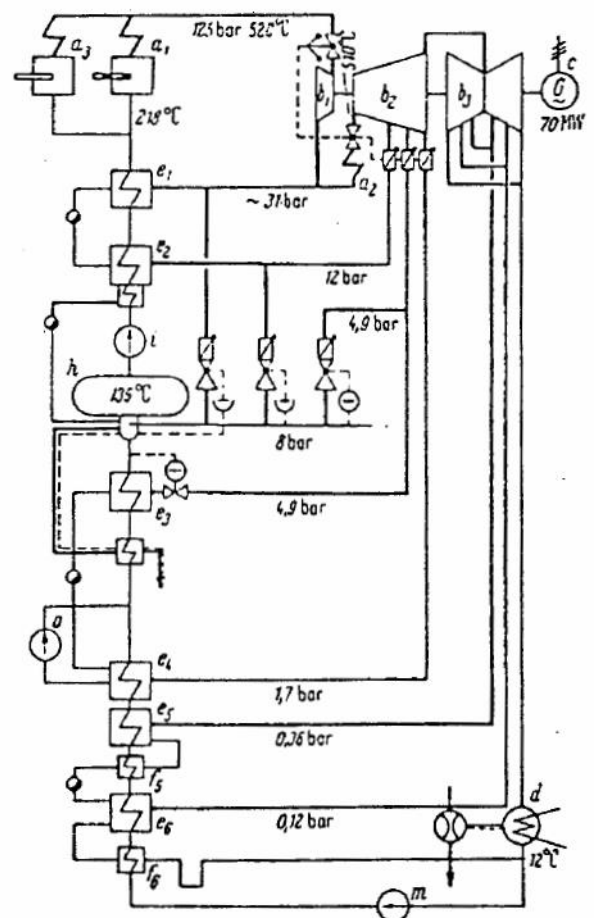 125 bar 520°C
a₃
a₁
510°C
b₁
b₂
b₃
c
G
70 MW
218°C
e₁
~ 31 bar
a₂
e₂
12 bar
i
4,9 bar
h
135°C
8 bar
e₃
4,9 bar
o
e₄
1,7 bar
e₅
0,36 bar
f₅
d
e₆
0,12 bar
12°C
f₆
m